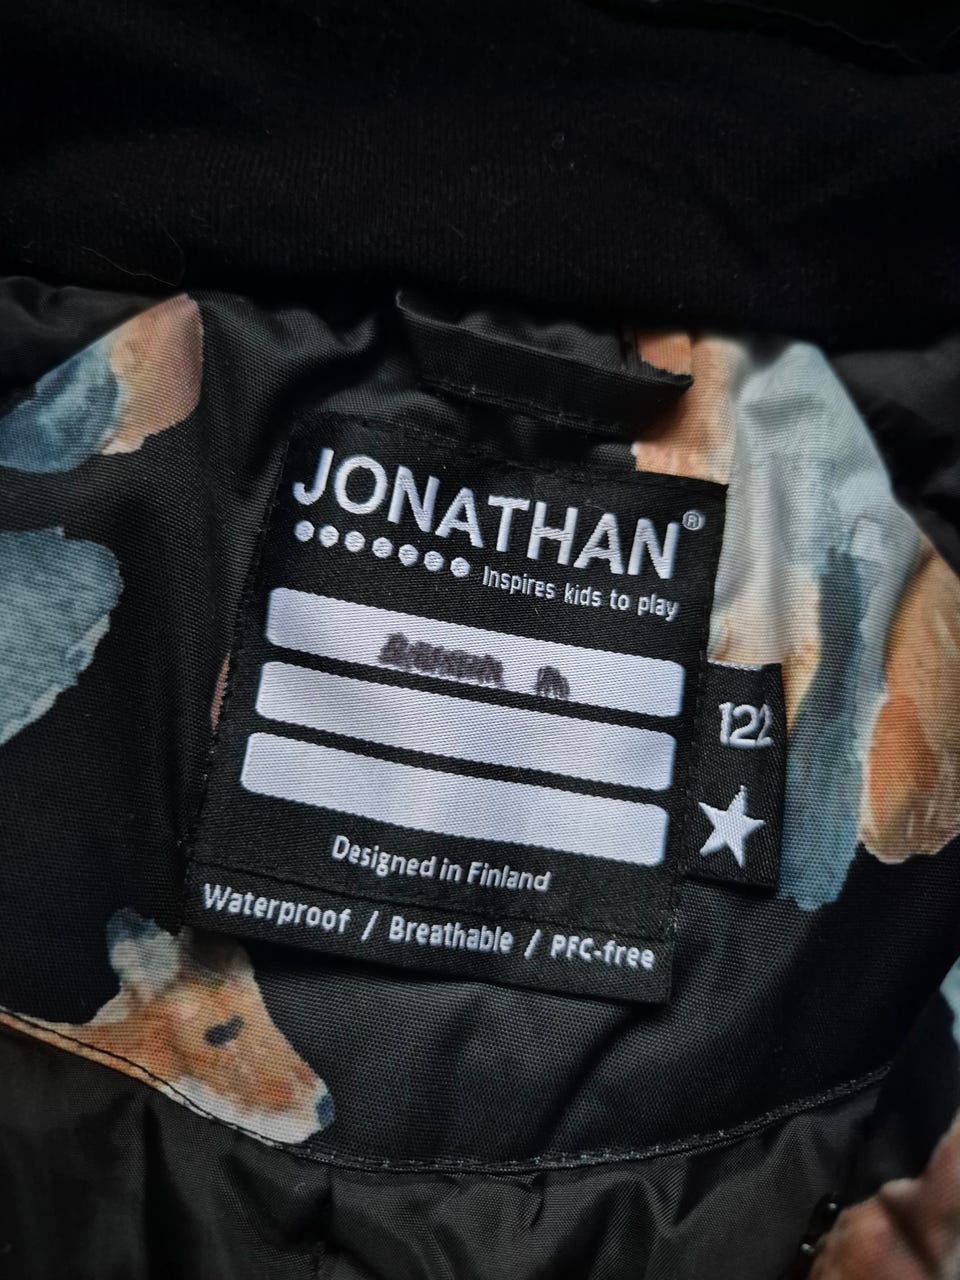 JONATHAN®
Inspires kids to play
122
Designed in Finland
Waterproof / Breathable / PFC-free